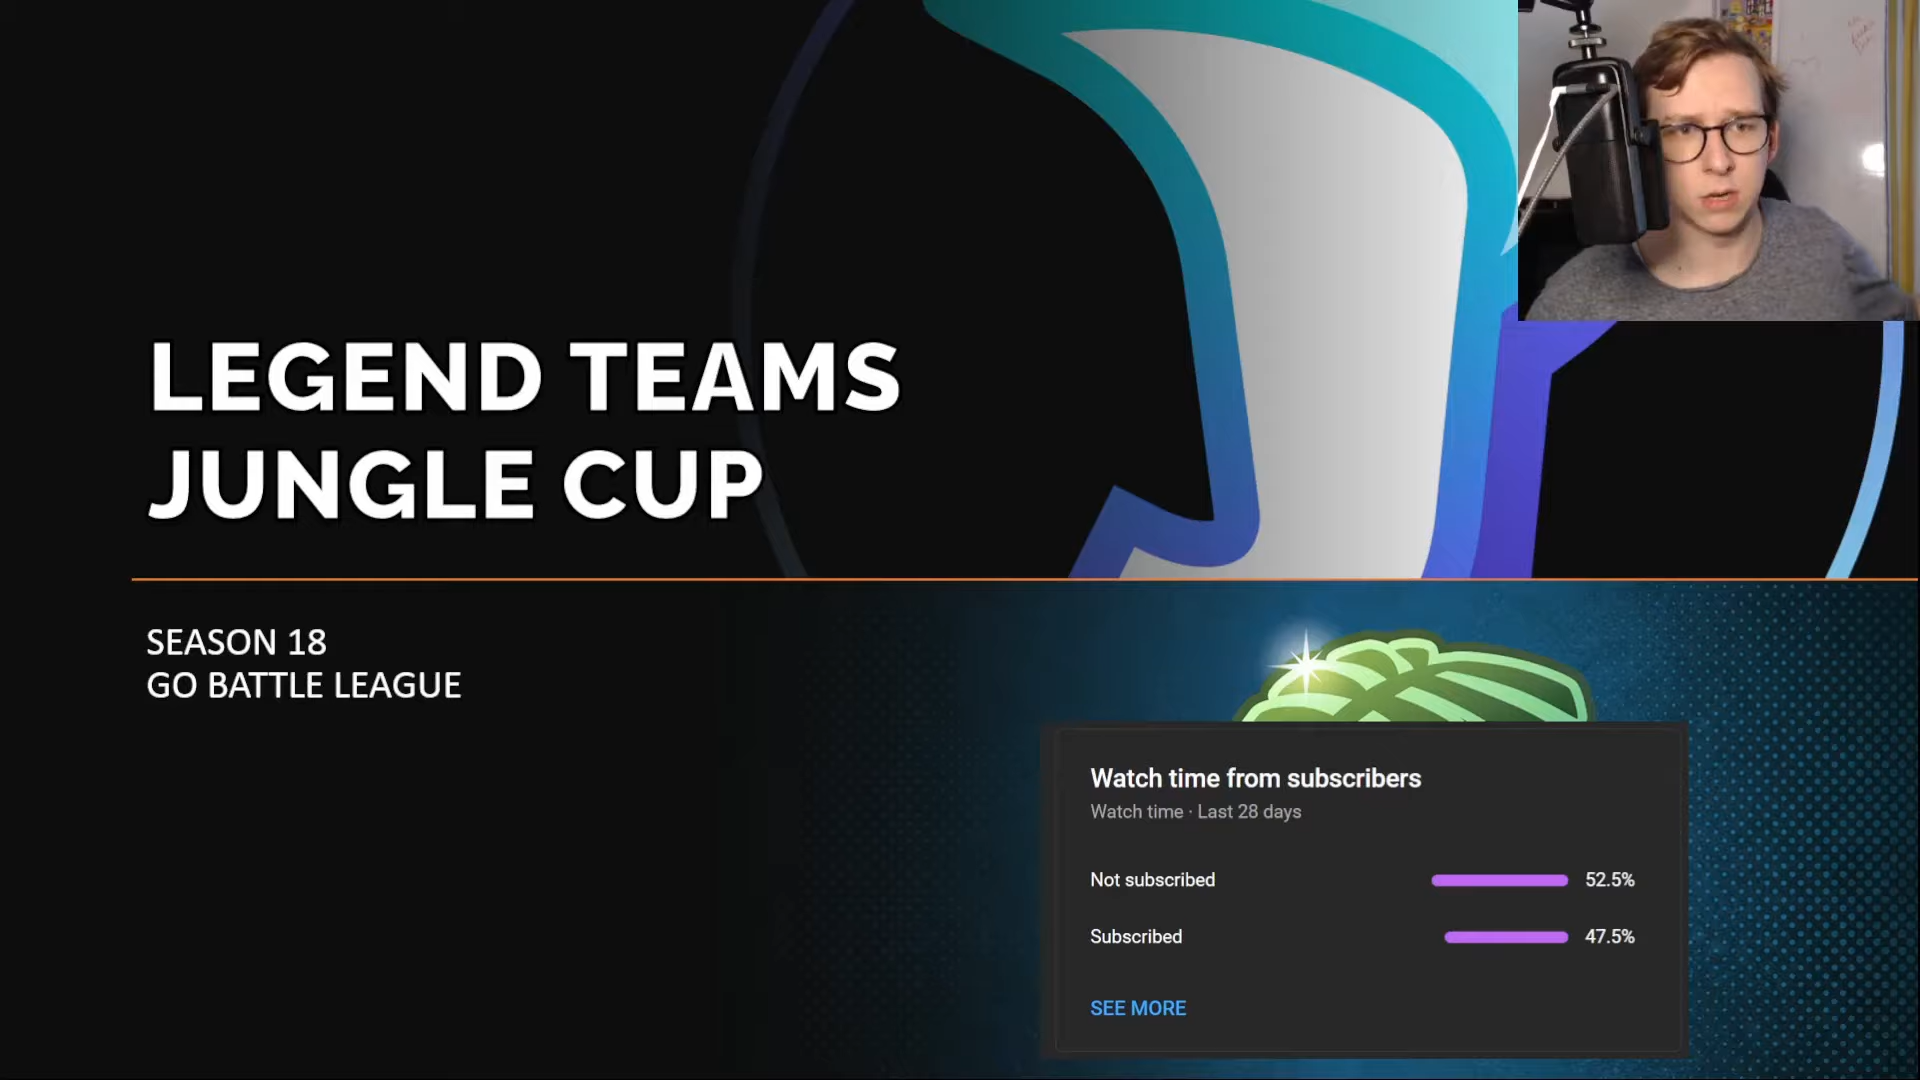 LEGEND TEAMS
JUNGLE CUP
SEASON 18
GO BATTLE LEAGUE
Watch time from subscribers
Watch time · Last 28 days
Not subscribed 52.5%
Subscribed 47.5%
SEE MORE